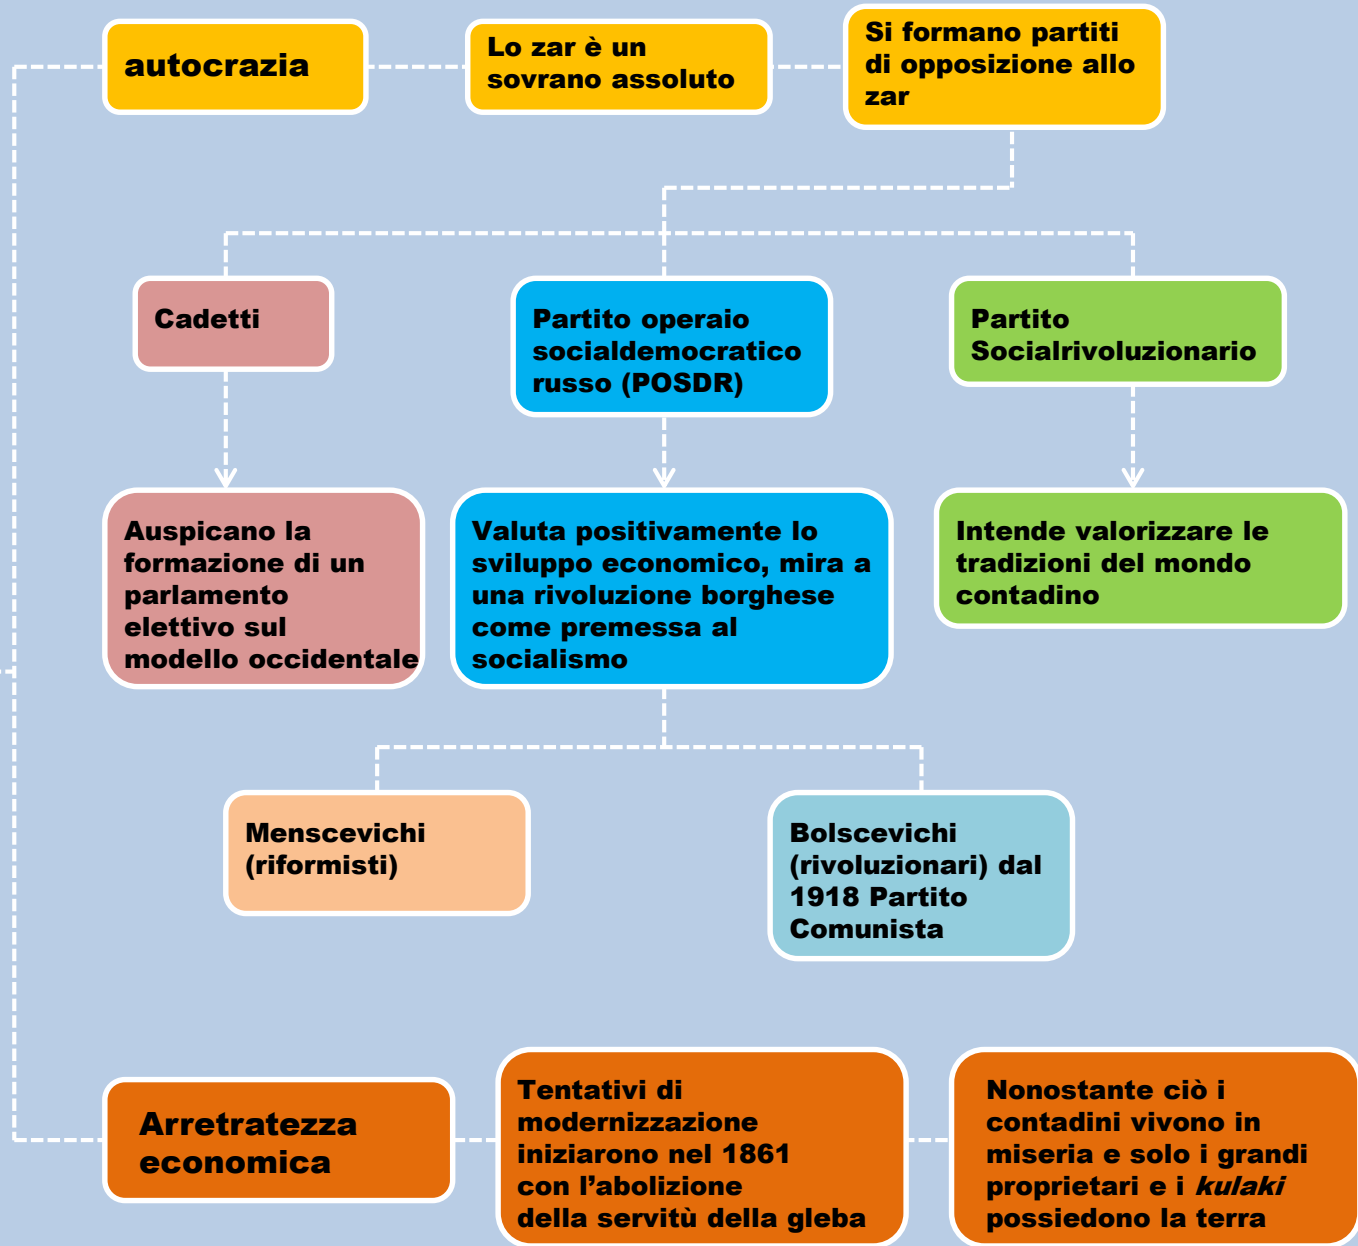 autocrazia
Lo zar è un
sovrano assoluto
Si formano partiti
di opposizione allo
zar
Cadetti
Partito operaio
socialdemocratico
russo (POSDR)
Partito
Socialrivoluzionario
Auspicano la
formazione di un
parlamento
elettivo sul
modello occidentale
Valuta positivamente lo
sviluppo economico, mira a
una rivoluzione borghese
come premessa al
socialismo
Intende valorizzare le
tradizioni del mondo
contadino
Menscevichi
(riformisti)
Bolscevichi
(rivoluzionari) dal
1918 Partito
Comunista
Arretratezza
economica
Tentativi di
modernizzazione
iniziarono nel 1861
con l’abolizione
della servitù della gleba
Nonostante ciò i
contadini vivono in
miseria e solo i grandi
proprietari e i kulaki
possiedono la terra